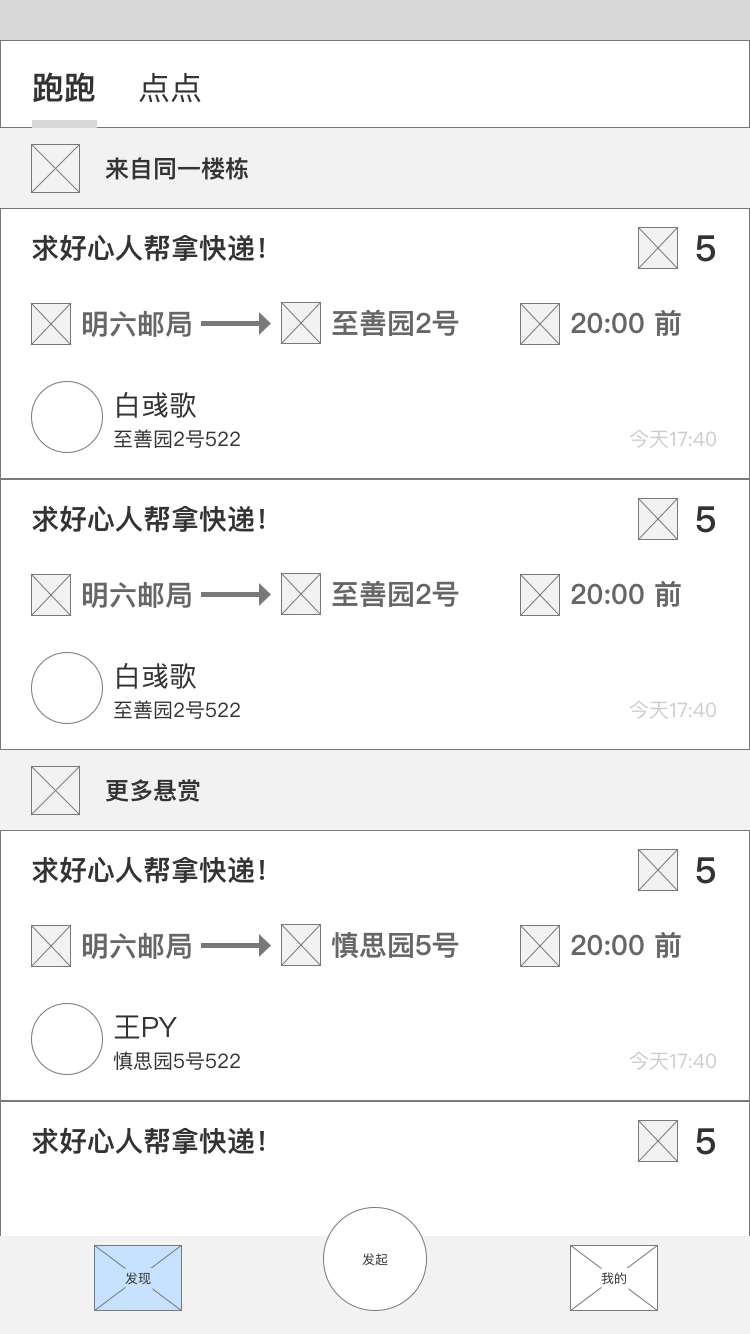 跑跑 点点
来自同一楼栋
求好心人帮拿快递! 5
明六邮局 至善园2号 20:00 前
白彧歌
至善园2号522 今天17:40
求好心人帮拿快递! 5
明六邮局 至善园2号 20:00 前
白彧歌
至善园2号522 今天17:40
更多悬赏
求好心人帮拿快递! 5
明六邮局 慎思园5号 20:00 前
王PY
慎思园5号522 今天17:40
求好心人帮拿快递! 5
发现 发起 我的